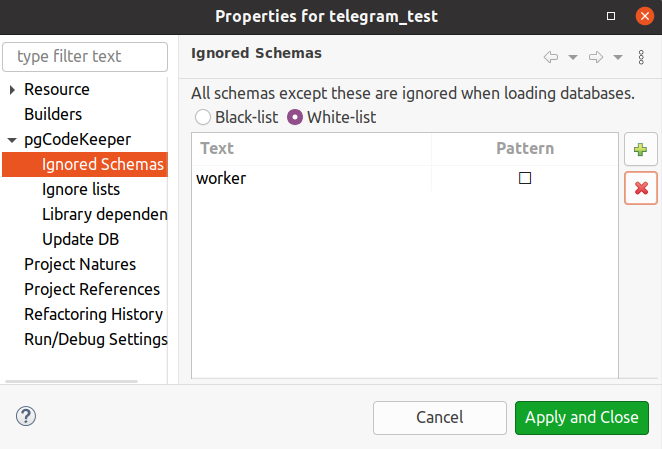 Properties for telegram_test
type filter text
Resource
Builders
pgCodeKeeper
Ignored Schemas
Ignore lists
Library dependen
Update DB
Project Natures
Project References
Refactoring History
Run/Debug Settings
Ignored Schemas
All schemas except these are ignored when loading databases.
Black-list White-list
Text Pattern
worker
? Cancel Apply and Close